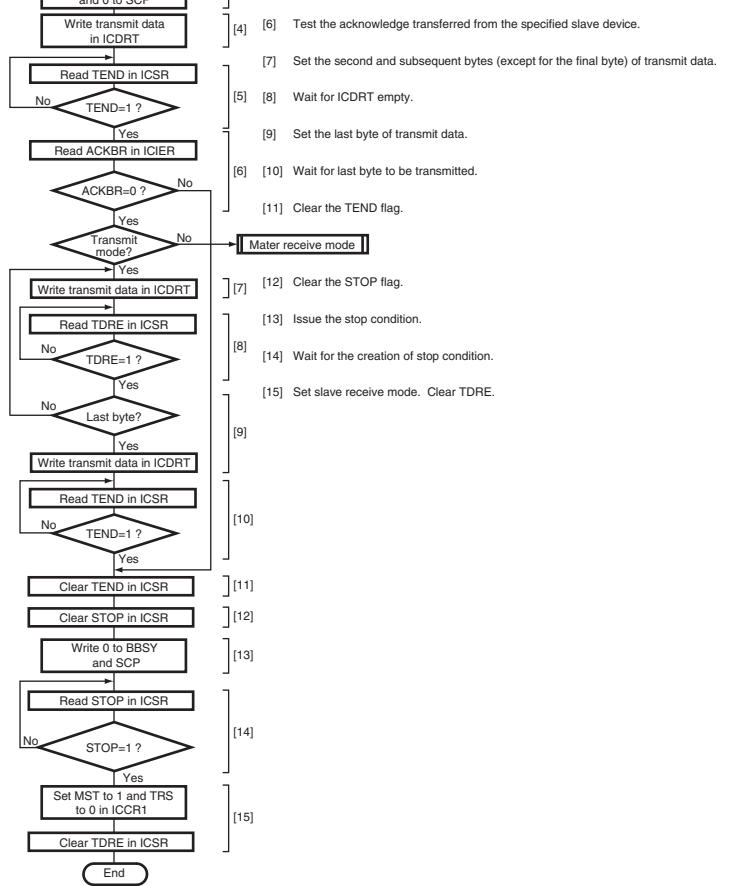 and 0 to SCP
Write transmit data
in ICDRT
[4]
[6] Test the acknowledge transferred from the specified slave device.
[7] Set the second and subsequent bytes (except for the final byte) of transmit data.
Read TEND in ICSR
No
TEND=1 ?
[5]
[8] Wait for ICDRT empty.
Yes
[9] Set the last byte of transmit data.
Read ACKBR in ICIER
[6]
[10] Wait for last byte to be transmitted.
ACKBR=0 ?
No
[11] Clear the TEND flag.
Yes
Transmit
mode?
No
Mater receive mode
Yes
Write transmit data in ICDRT
[7]
[12] Clear the STOP flag.
[13] Issue the stop condition.
Read TDRE in ICSR
[8]
No
TDRE=1 ?
[14] Wait for the creation of stop condition.
Yes
[15] Set slave receive mode. Clear TDRE.
No
Last byte?
[9]
Yes
Write transmit data in ICDRT
Read TEND in ICSR
[10]
No
TEND=1 ?
Yes
Clear TEND in ICSR
[11]
Clear STOP in ICSR
[12]
Write 0 to BBSY
and SCP
[13]
Read STOP in ICSR
[14]
No
STOP=1 ?
Yes
Set MST to 1 and TRS
to 0 in ICCR1
[15]
Clear TDRE in ICSR
End